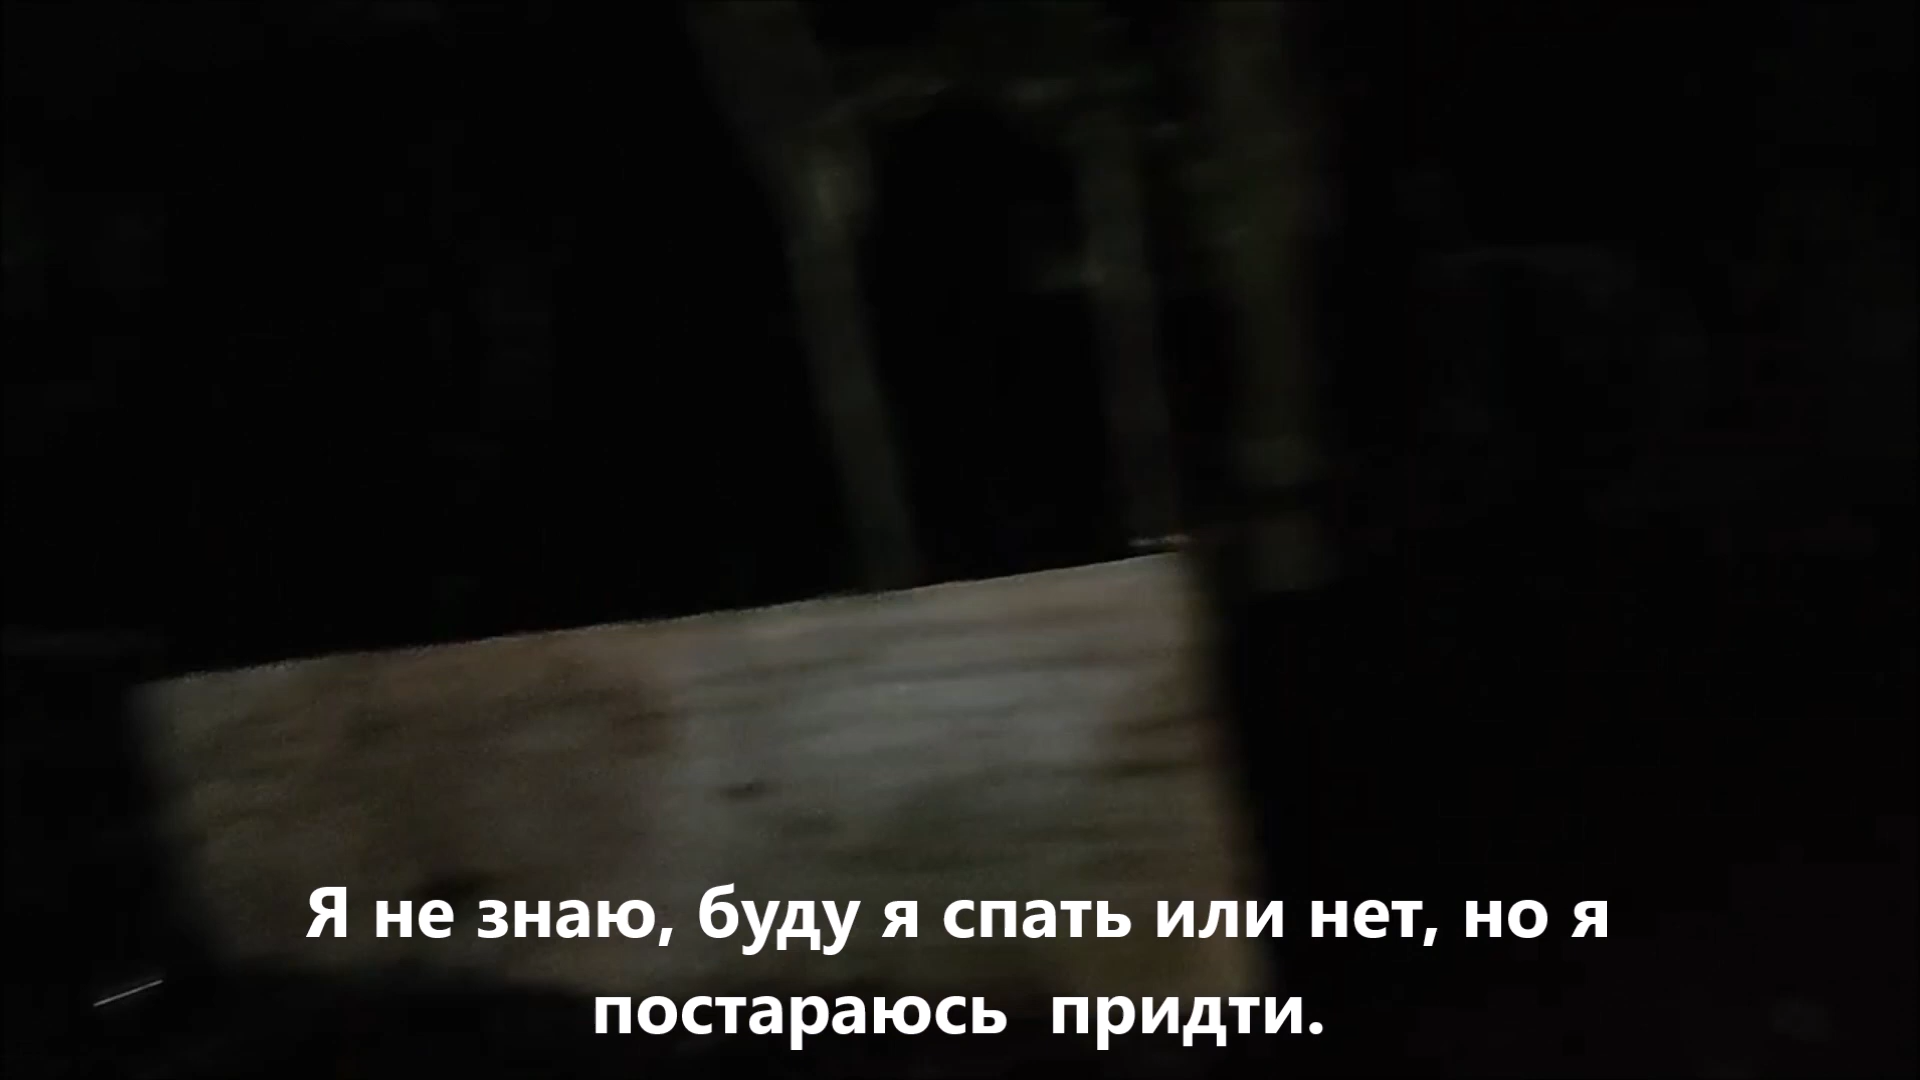 Я не знаю, буду я спать или нет, но я
постараюсь  придти.